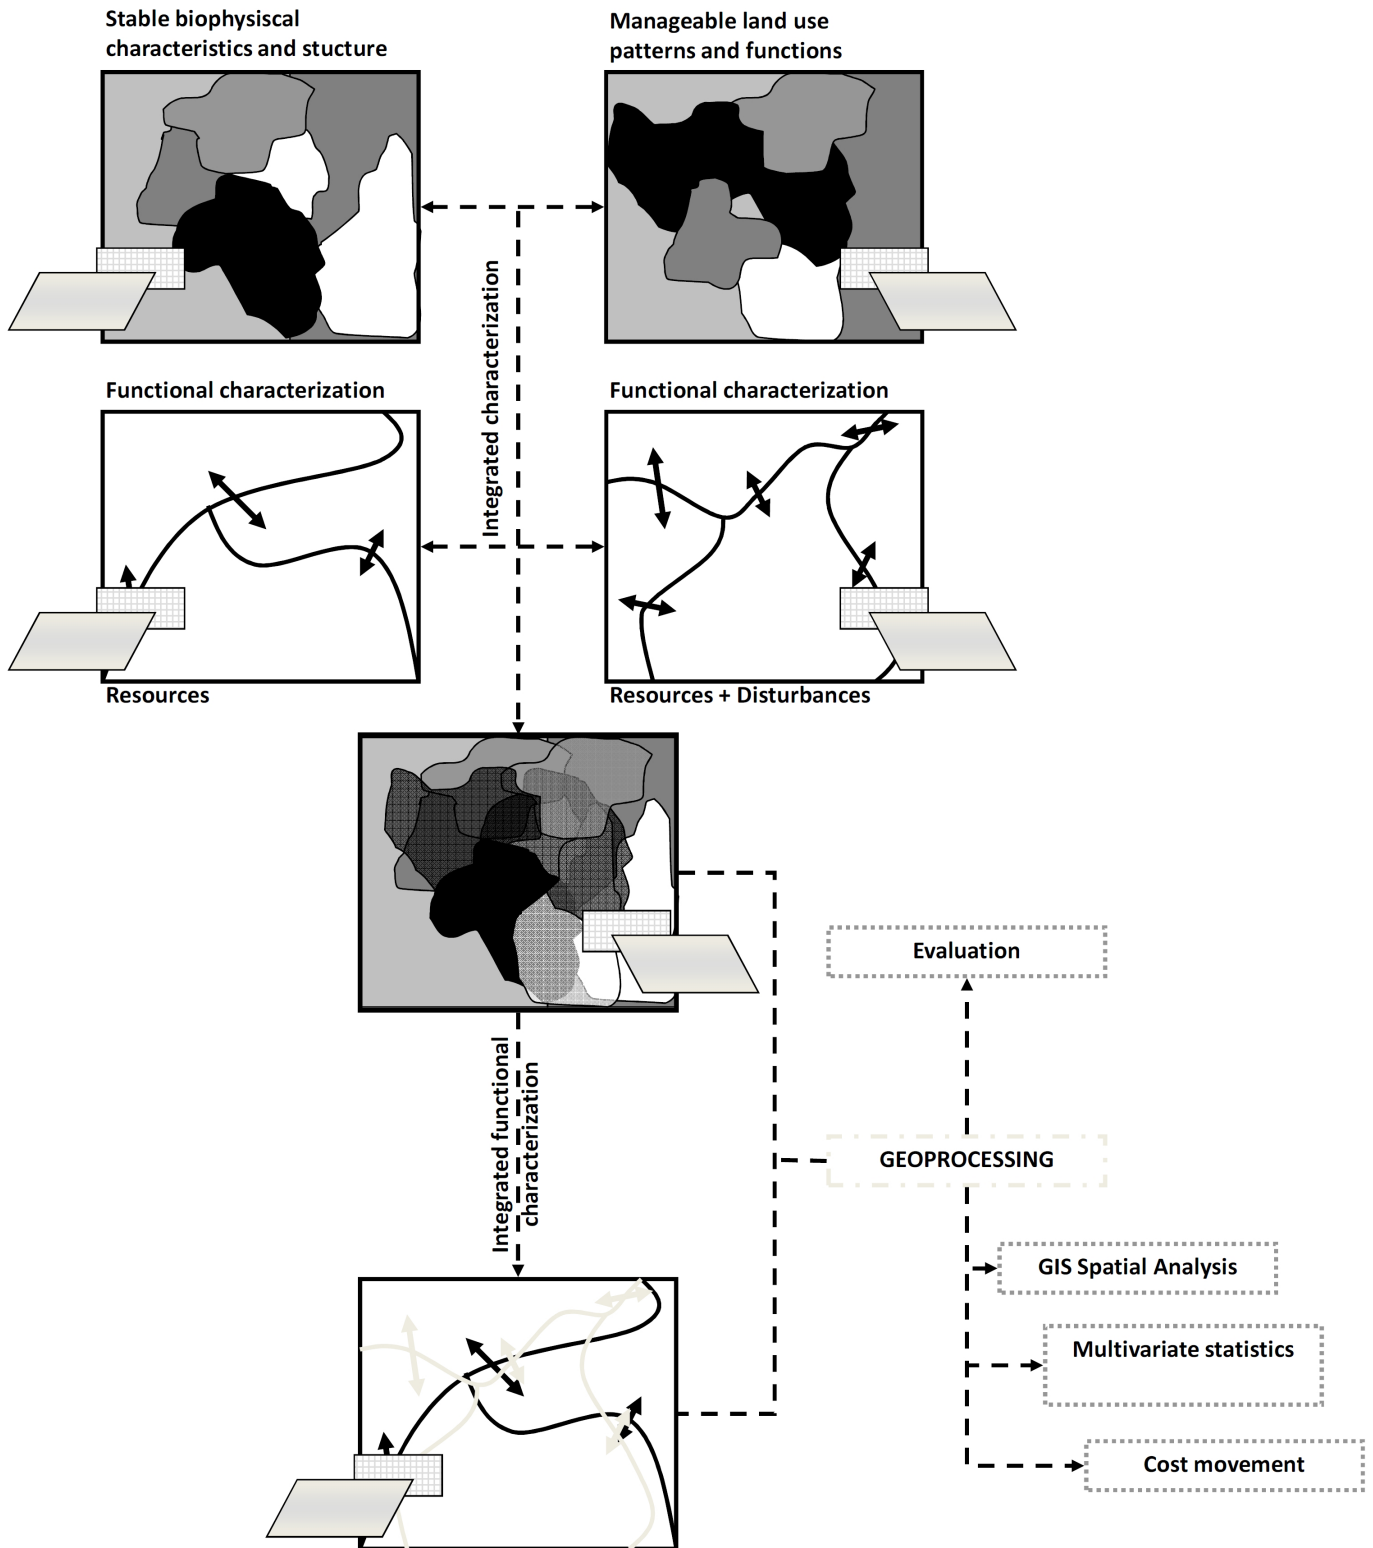 Stable biophysiscal
characteristics and stucture
Manageable land use
patterns and functions
Integrated characterization
Functional characterization
Functional characterization
Resources
Resources + Disturbances
Integrated functional
characterization
Evaluation
GEOPROCESSING
GIS Spatial Analysis
Multivariate statistics
Cost movement